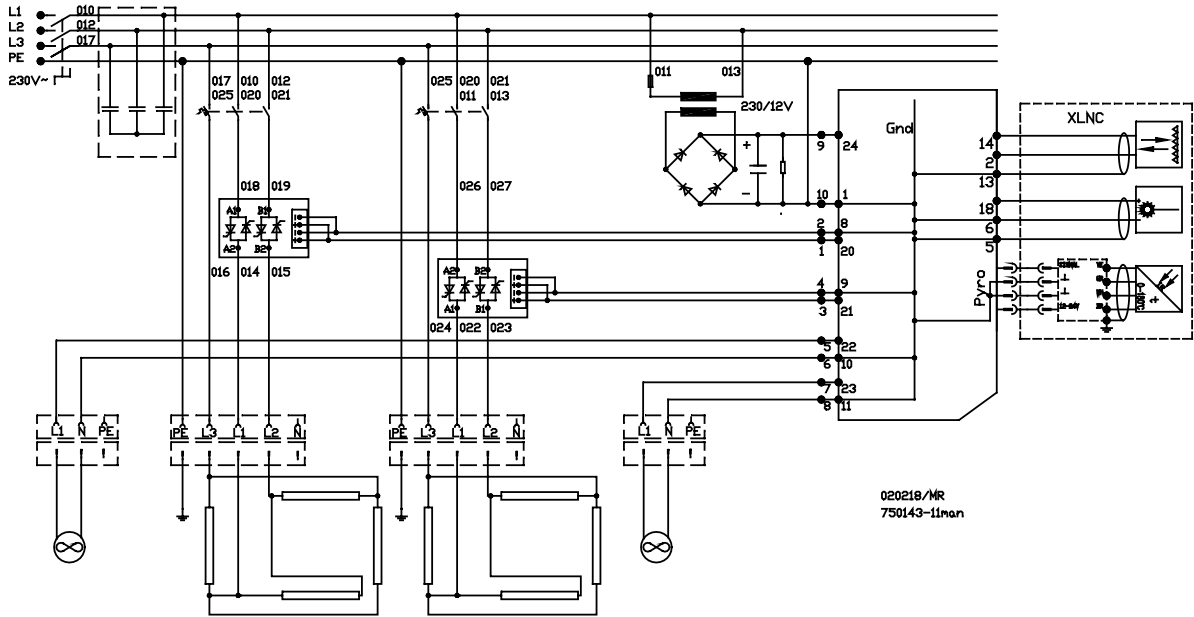 L1
010
L2
012
L3
017
PE
230V~
017 010 012
025 020 021
025 020 021
011 013
011
013
230/12V
+
−
Gnd
XLNC
9
24
14
2
13
10
1
18
6
5
018 019
026 027
A1 B1
A2 B2
2
8
1
20
016 014 015
A2 B2
A1 B1
024 022 023
4
9
3
21
Pyro
5
22
6
10
7
23
8
11
L1 N PE
PE L3 L1 L2 N
PE L3 L1 L2 N
L1 N PE
020218/MR
750143-11man